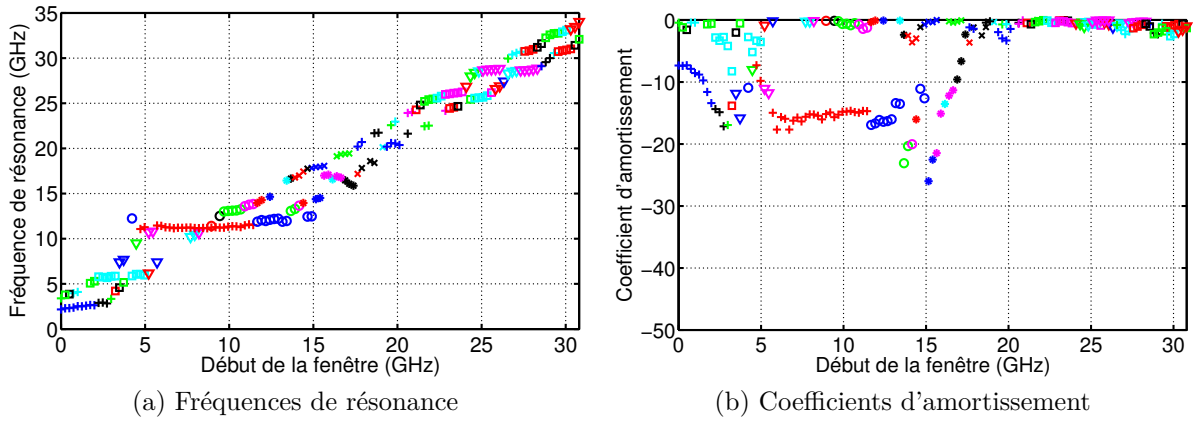 35
30
25
20
15
10
5
0
Fréquence de résonance (GHz)
0 5 10 15 20 25 30
Début de la fenêtre (GHz)
(a) Fréquences de résonance
0
−10
−20
−30
−40
−50
Coefficient d'amortissement
0 5 10 15 20 25 30
Début de la fenêtre (GHz)
(b) Coefficients d'amortissement